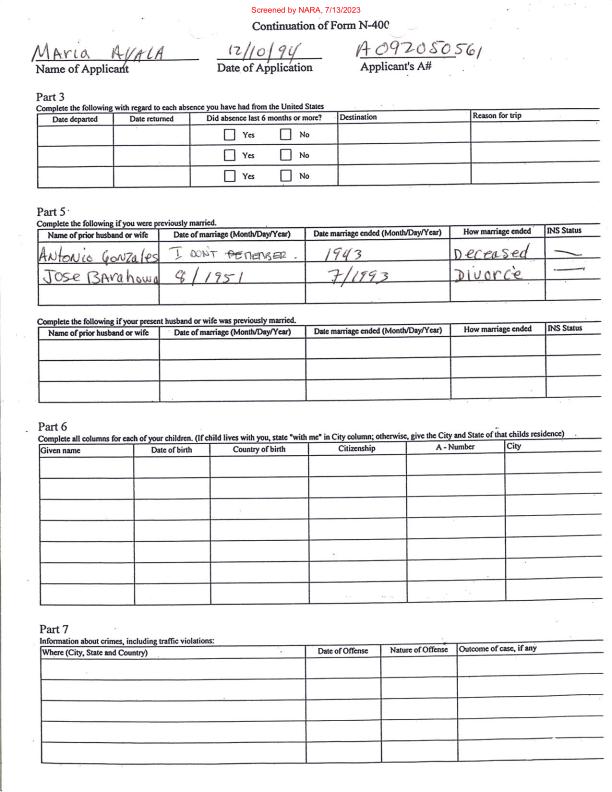 Screened by NARA, 7/13/2023
Continuation of Form N-400
Maria AYALA 12/10/94 A092050561
Name of Applicant Date of Application Applicant's A#
Part 3
Complete the following with regard to each absence you have had from the United States
Date departed Date returned Did absence last 6 months or more? Destination Reason for trip
Yes No
Yes No
Yes No
Part 5
Complete the following if you were previously married.
Name of prior husband or wife Date of marriage (Month/Day/Year) Date marriage ended (Month/Day/Year) How marriage ended INS Status
Antonio Gonzales I DON'T REMEMBER. 1943 Deceased —
Jose Barahona 8/1951 7/1993 Divorce —
Complete the following if your present husband or wife was previously married.
Name of prior husband or wife Date of marriage (Month/Day/Year) Date marriage ended (Month/Day/Year) How marriage ended INS Status
Part 6
Complete all columns for each of your children. (If child lives with you, state "with me" in City column; otherwise, give the City and State of that childs residence)
Given name Date of birth Country of birth Citizenship A - Number City
Part 7
Information about crimes, including traffic violations:
Where (City, State and Country) Date of Offense Nature of Offense Outcome of case, if any